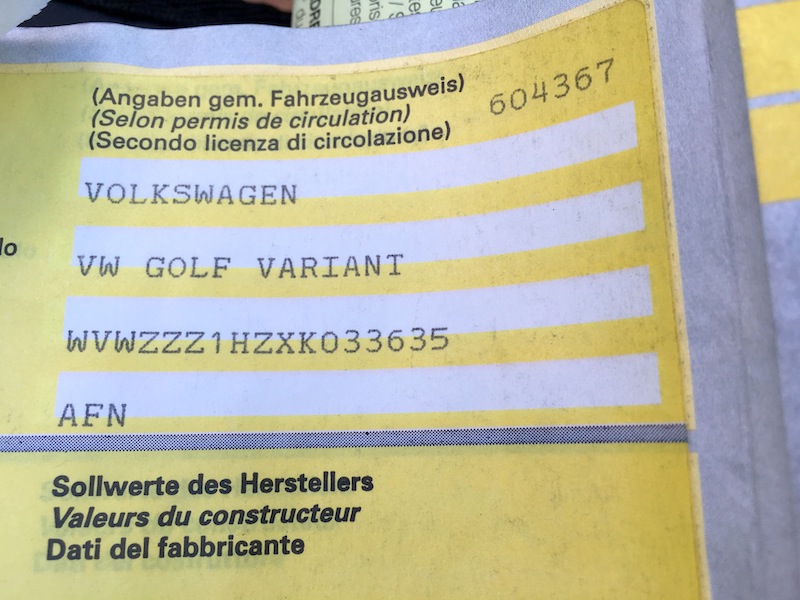 (Angaben gem. Fahrzeugausweis)
604367
(Selon permis de circulation)
(Secondo licenza di circolazione)
VOLKSWAGEN
lo
VW GOLF VARIANT
WVWZZZ1HZXK033635
AFN
Sollwerte des Herstellers
Valeurs du constructeur
Dati del fabbricante